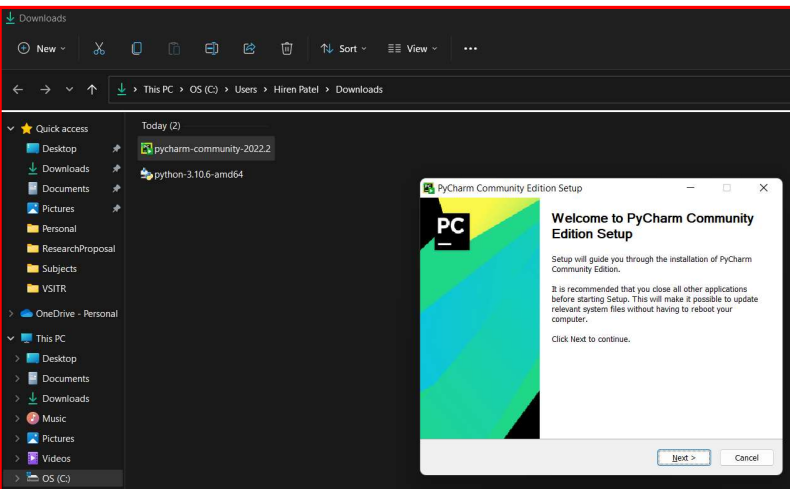 Downloads
New
Sort
View
This PC > OS (C:) > Users > Hiren Patel > Downloads
Quick access
Desktop
Downloads
Documents
Pictures
Personal
ResearchProposal
Subjects
VSITR
OneDrive - Personal
This PC
Desktop
Documents
Downloads
Music
Pictures
Videos
OS (C:)
Today (2)
pycharm-community-2022.2
python-3.10.6-amd64
PyCharm Community Edition Setup
PC
Welcome to PyCharm Community
Edition Setup
Setup will guide you through the installation of PyCharm
Community Edition.
It is recommended that you close all other applications
before starting Setup. This will make it possible to update
relevant system files without having to reboot your
computer.
Click Next to continue.
Next >
Cancel